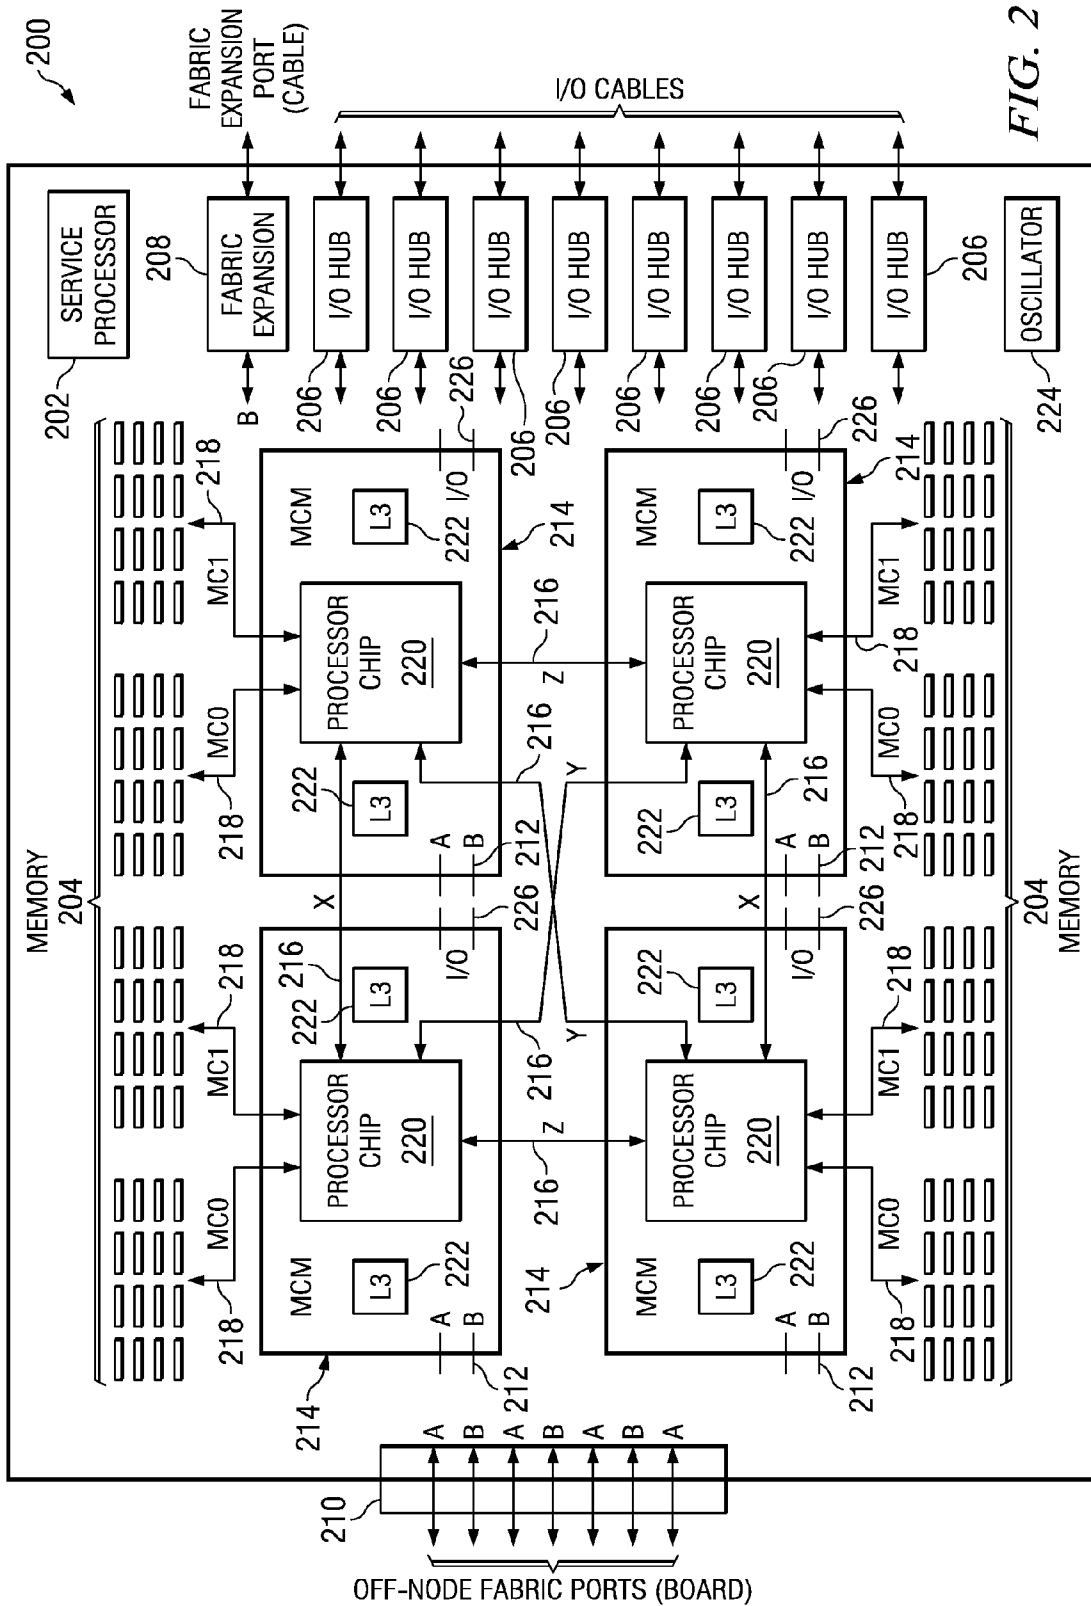 200
FIG. 2
FABRIC
EXPANSION
PORT
(CABLE)
I/O CABLES
SERVICE
PROCESSOR
202
208
FABRIC
EXPANSION
B
I/O HUB
206
I/O HUB
206
I/O HUB
206
I/O HUB
206
I/O HUB
206
I/O HUB
206
I/O HUB
206
I/O HUB
206
OSCILLATOR
224
MEMORY
204
218
MC0
218
MC1
218
MC0
218
MC1
214
MCM
L3
222
PROCESSOR
CHIP
220
L3
222
216
I/O
226
A
B
212
X
MCM
L3
222
PROCESSOR
CHIP
220
L3
222
I/O
226
A
B
212
214
216
Z
216
Y
216
Y
216
Z
214
MCM
L3
222
PROCESSOR
CHIP
220
L3
222
I/O
226
A
B
212
X
216
MCM
L3
222
PROCESSOR
CHIP
220
L3
222
I/O
226
A
B
212
214
218
MC0
218
MC1
218
MC0
218
MC1
204
MEMORY
210
A
B
A
B
A
B
A
OFF-NODE FABRIC PORTS (BOARD)